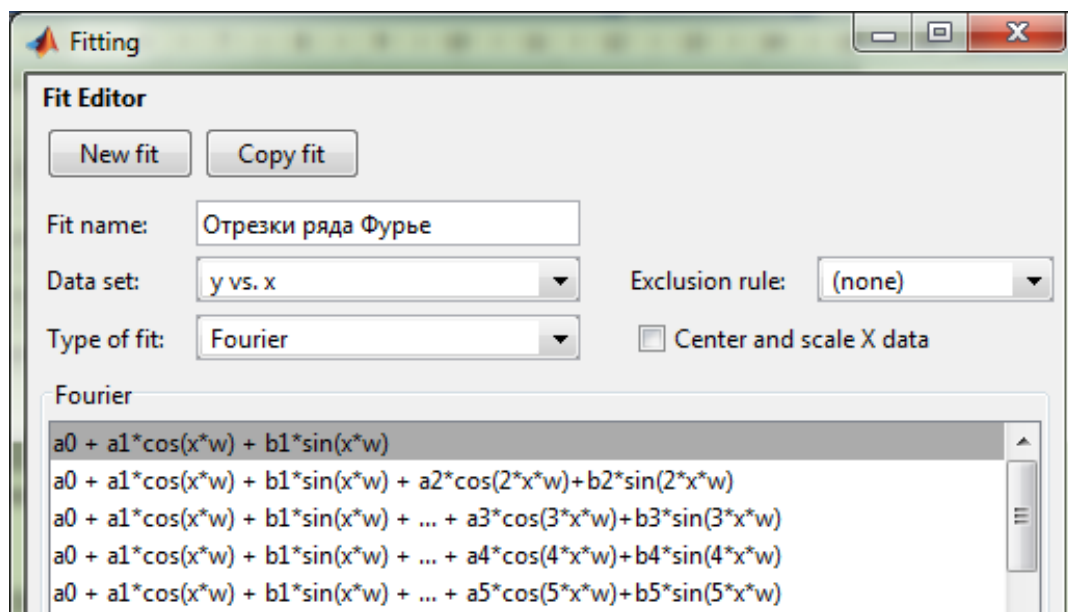 Fitting
Fit Editor
New fit Copy fit
Fit name: Отрезки ряда Фурье
Data set: y vs. x Exclusion rule: (none)
Type of fit: Fourier Center and scale X data
Fourier
a0 + a1*cos(x*w) + b1*sin(x*w)
a0 + a1*cos(x*w) + b1*sin(x*w) + a2*cos(2*x*w)+b2*sin(2*x*w)
a0 + a1*cos(x*w) + b1*sin(x*w) + ... + a3*cos(3*x*w)+b3*sin(3*x*w)
a0 + a1*cos(x*w) + b1*sin(x*w) + ... + a4*cos(4*x*w)+b4*sin(4*x*w)
a0 + a1*cos(x*w) + b1*sin(x*w) + ... + a5*cos(5*x*w)+b5*sin(5*x*w)